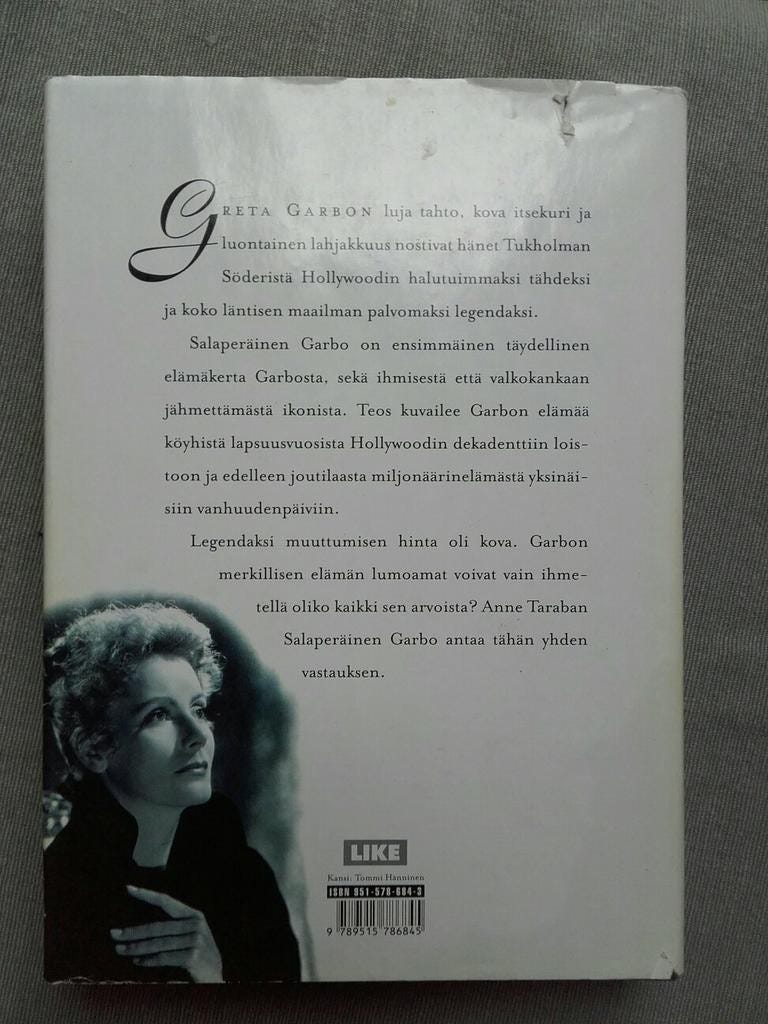 GRETA GARBON luja tahto, kova itsekuri ja
luontainen lahjakkuus nostivat hänet Tukholman
Söderistä Hollywoodin halutuimmaksi tähdeksi
ja koko läntisen maailman palvomaksi legendaksi.
Salaperäinen Garbo on ensimmäinen täydellinen
elämäkerta Garbosta, sekä ihmisestä että valkokankaan
jähmettämästä ikonista. Teos kuvailee Garbon elämää
köyhistä lapsuusvuosista Hollywoodin dekadenttiin lois-
toon ja edelleen joutilaasta miljonäärinelämästä yksinäi-
siin vanhuudenpäiviin.
Legendaksi muuttumisen hinta oli kova. Garbon
merkillisen elämän lumoamat voivat vain ihme-
tellä oliko kaikki sen arvoista? Anne Taraban
Salaperäinen Garbo antaa tähän yhden
vastauksen.
LIKE
Kansi: Tommi Hänninen
ISBN 951-578-684-3
9 789515 786845